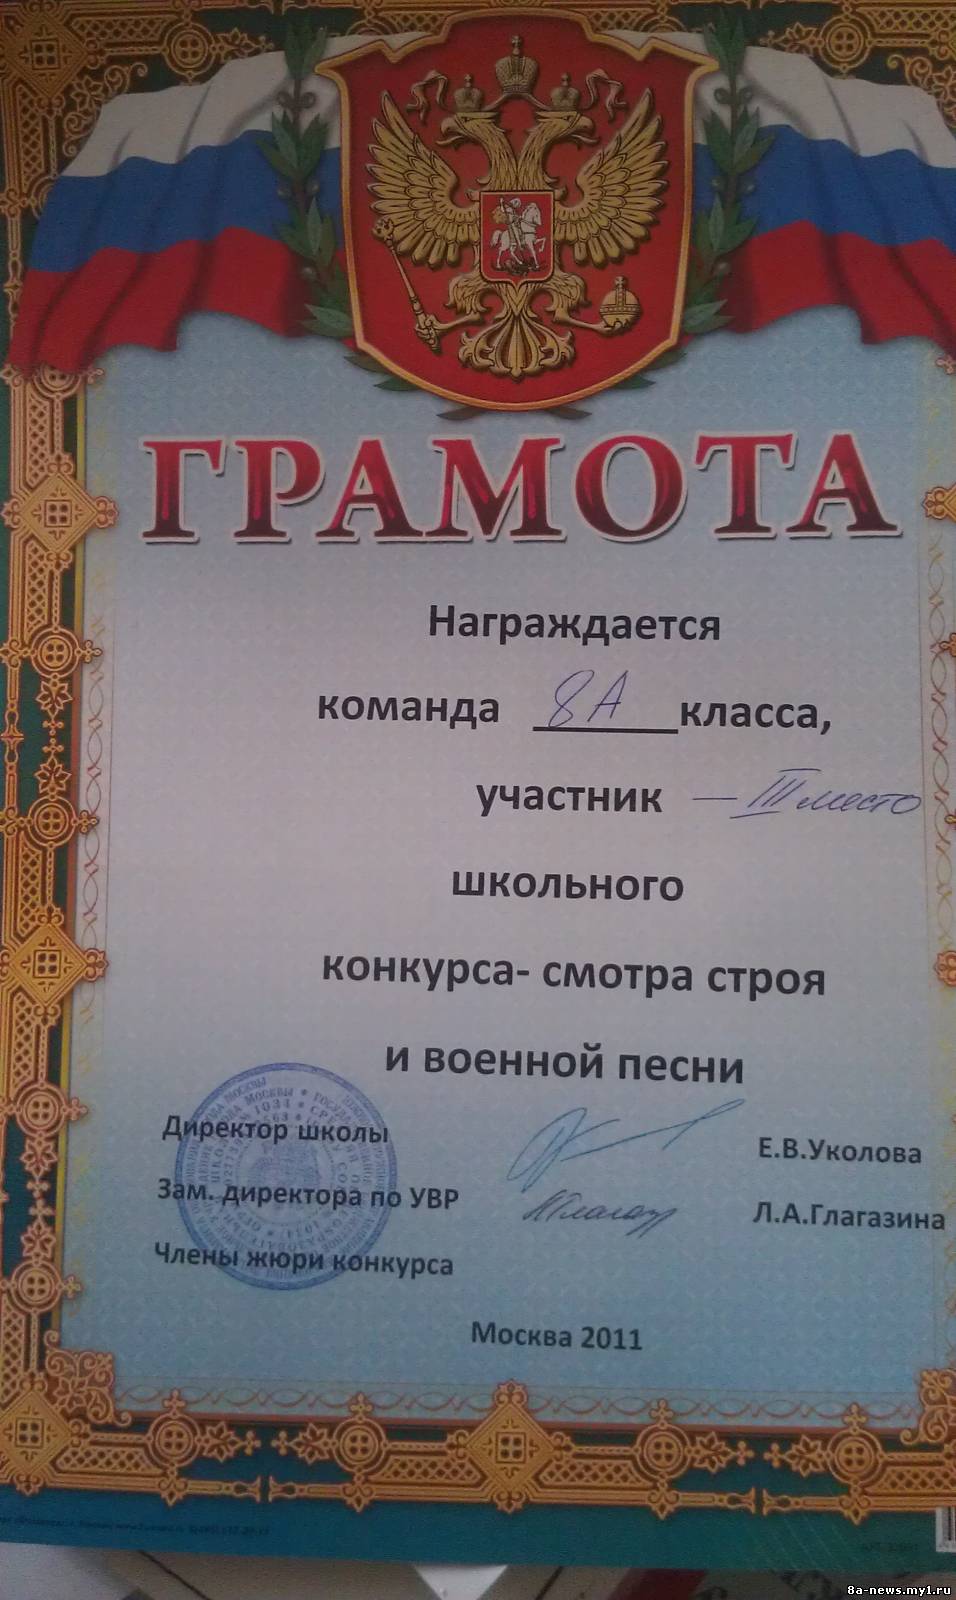 ГРАМОТА
Награждается
команда 8А класса,
участник — III место
школьного
конкурса- смотра строя
и военной песни
Директор школы Е.В.Уколова
Зам. директора по УВР Л.А.Глагазина
Члены жюри конкурса
Москва 2011
8a-news.my1.ru